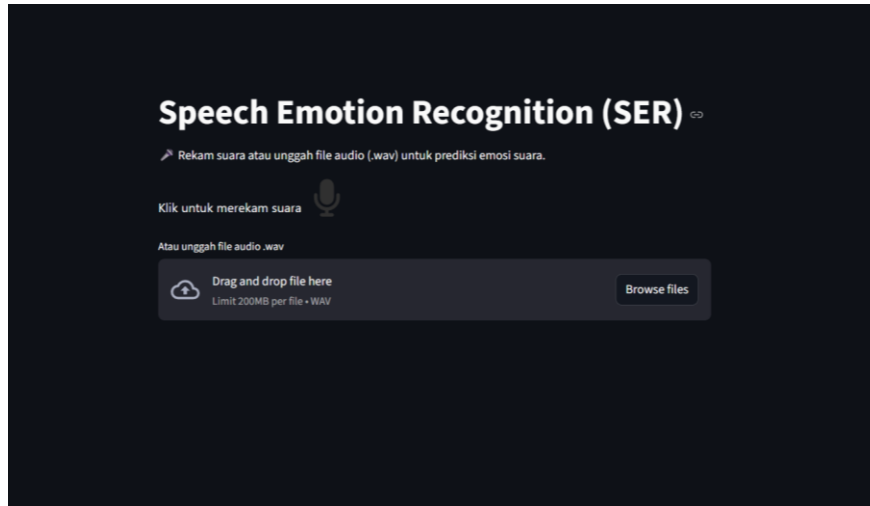 Speech Emotion Recognition (SER)
Rekam suara atau unggah file audio (.wav) untuk prediksi emosi suara.
Klik untuk merekam suara
Atau unggah file audio .wav
Drag and drop file here
Limit 200MB per file • WAV
Browse files